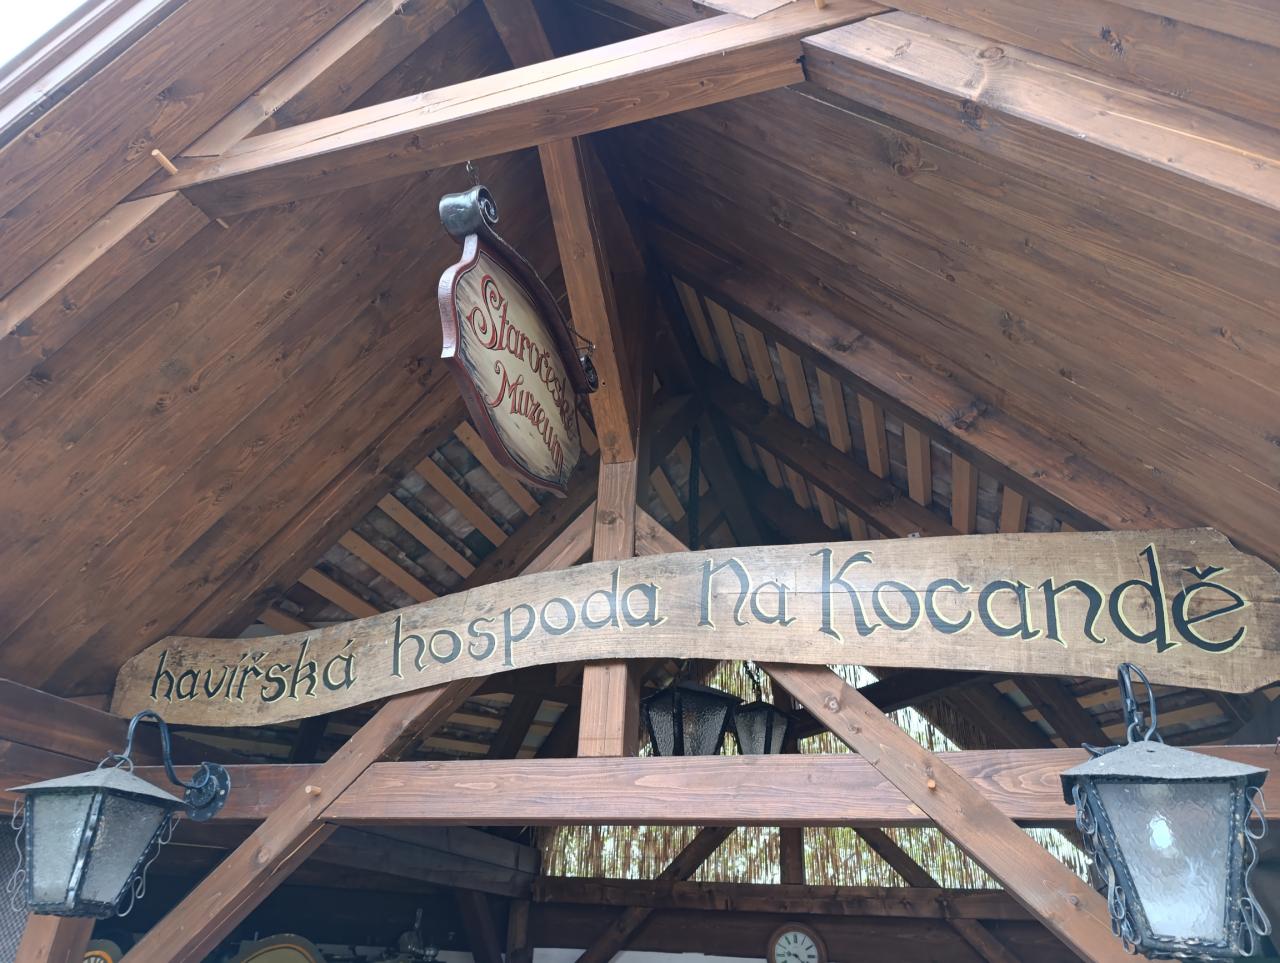 Staročeské
Muzeum
havířská hospoda Na Kocandě